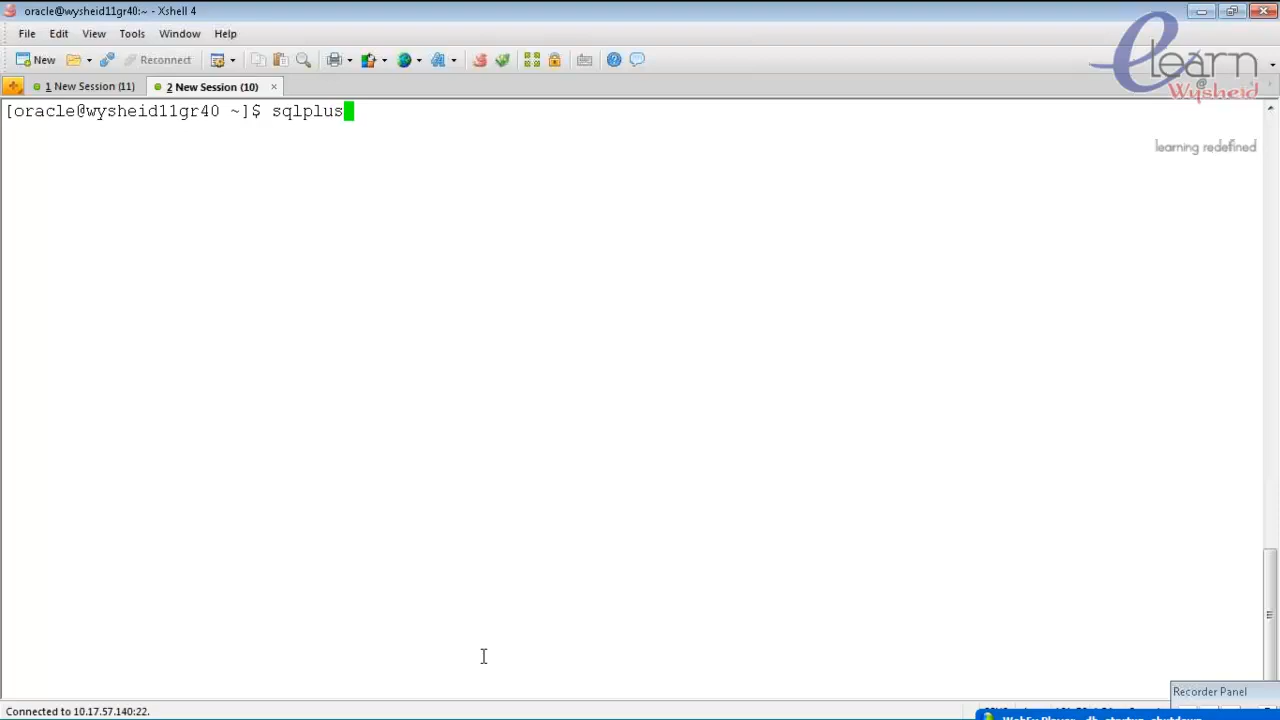 oracle@wysheid11gr40:~ - Xshell 4
File Edit View Tools Window Help
New Reconnect
1 New Session (11) 2 New Session (10)
[oracle@wysheid11gr40 ~]$ sqlplus
elearn
@
Wysheid
learning redefined
Recorder Panel
Connected to 10.17.57.140:22.